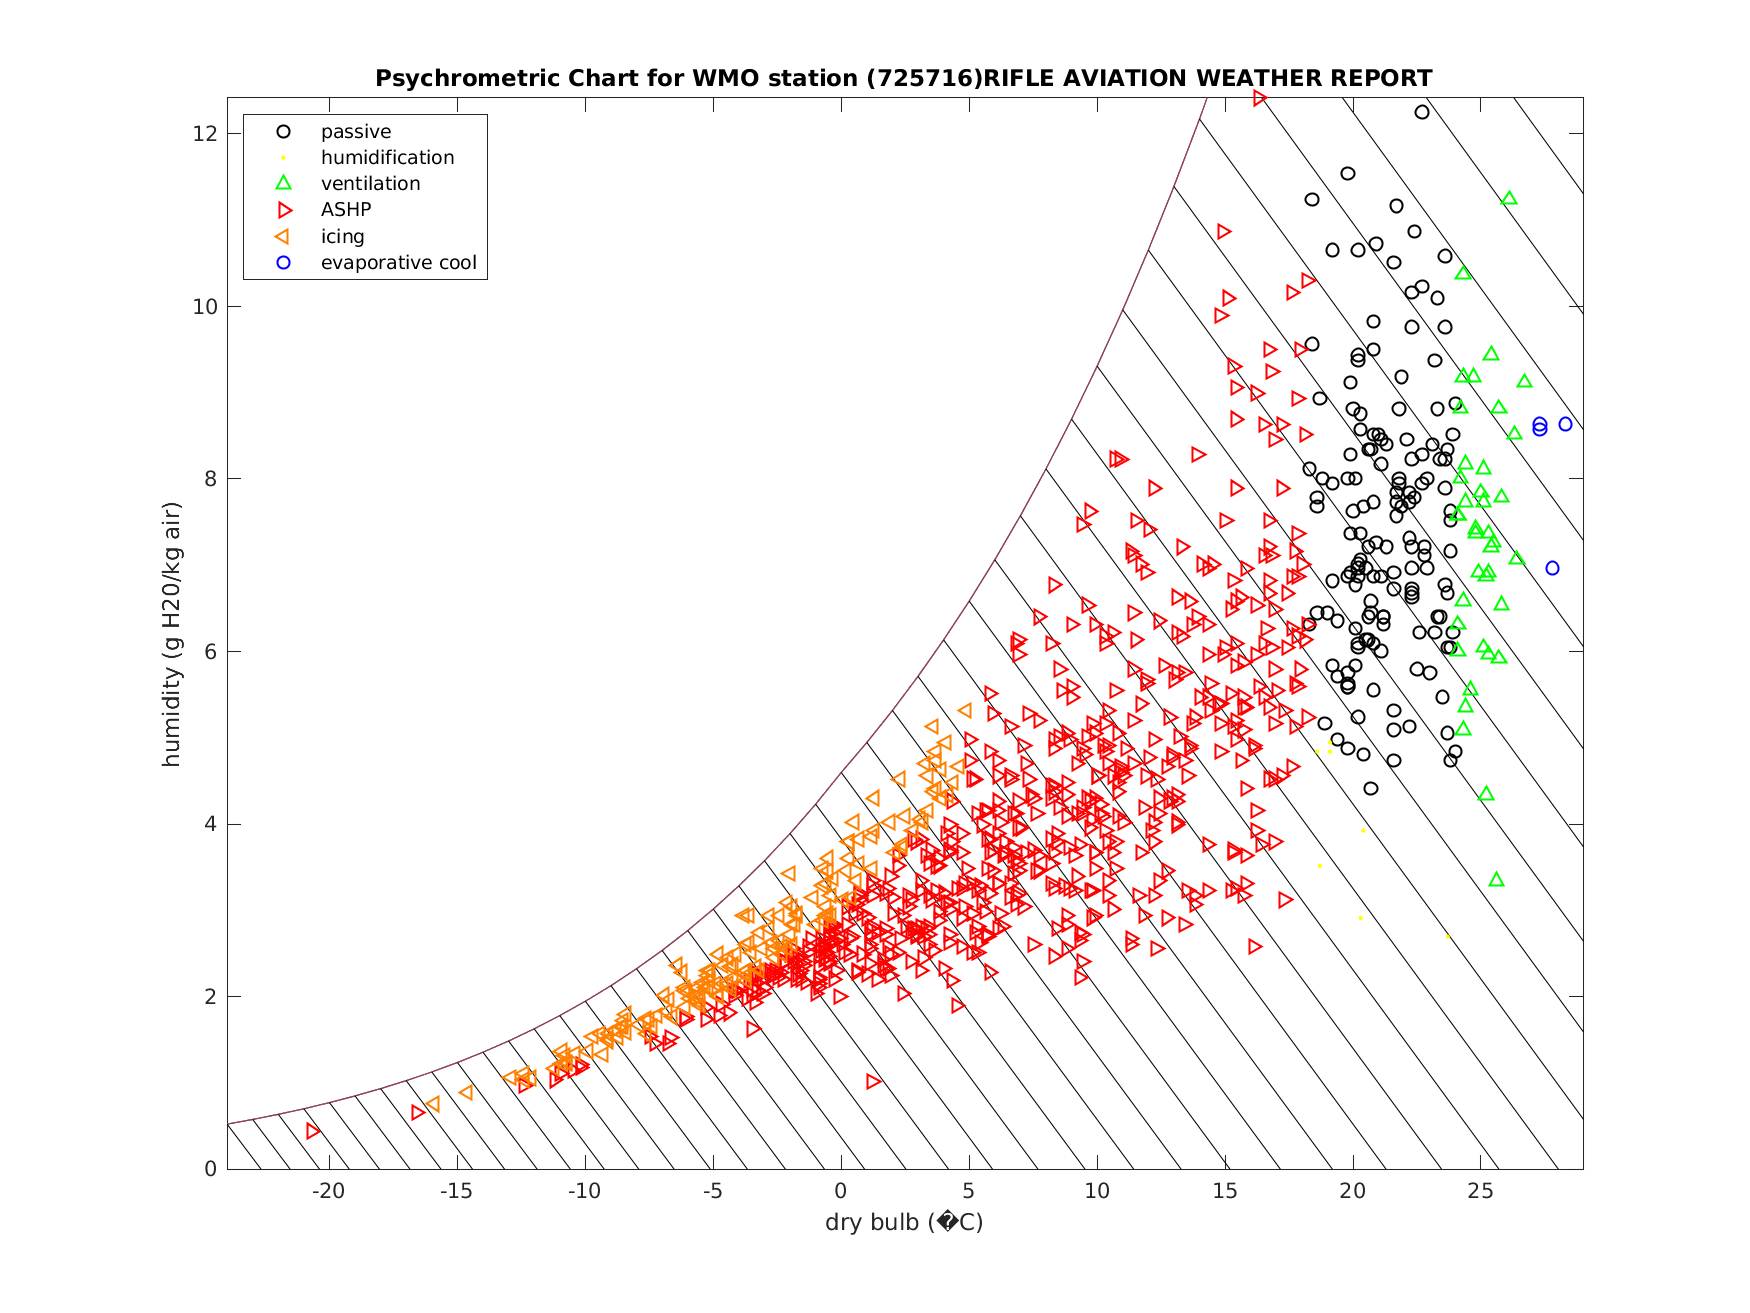 Psychrometric Chart for WMO station (725716)RIFLE AVIATION WEATHER REPORT
passive
humidification
ventilation
ASHP
icing
evaporative cool
12
10
8
6
4
2
0
humidity (g H20/kg air)
-20 -15 -10 -5 0 5 10 15 20 25
dry bulb (�C)